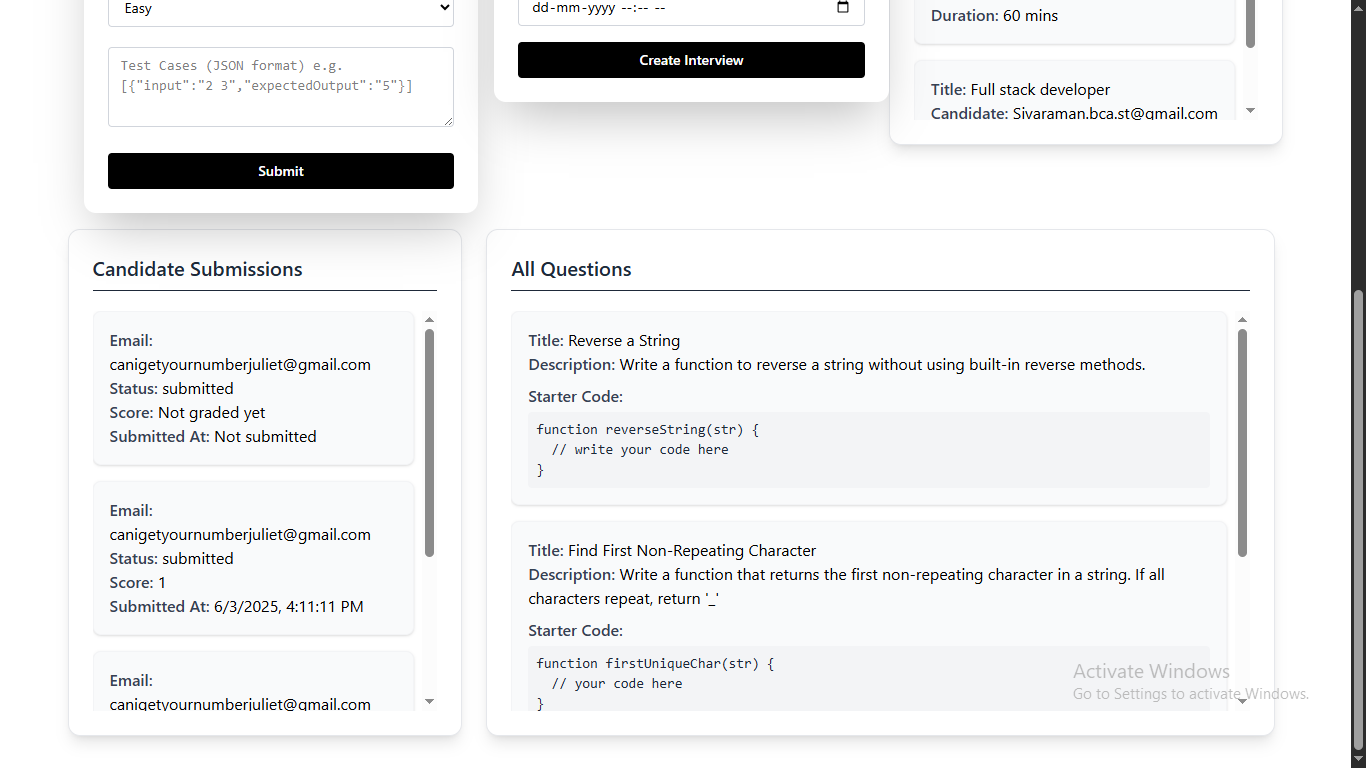 Easy
Test Cases (JSON format) e.g.
[{"input":"2 3","expectedOutput":"5"}]
Submit
dd-mm-yyyy --:-- --
Create Interview
Duration: 60 mins
Title: Full stack developer
Candidate: Sivaraman.bca.st@gmail.com
Candidate Submissions
Email:
canigetyournumberjuliet@gmail.com
Status: submitted
Score: Not graded yet
Submitted At: Not submitted
Email:
canigetyournumberjuliet@gmail.com
Status: submitted
Score: 1
Submitted At: 6/3/2025, 4:11:11 PM
Email:
canigetyournumberjuliet@gmail.com
All Questions
Title: Reverse a String
Description: Write a function to reverse a string without using built-in reverse methods.
Starter Code:
function reverseString(str) {
  // write your code here
}
Title: Find First Non-Repeating Character
Description: Write a function that returns the first non-repeating character in a string. If all
characters repeat, return '_'
Starter Code:
function firstUniqueChar(str) {
  // your code here
}
Activate Windows
Go to Settings to activate Windows.